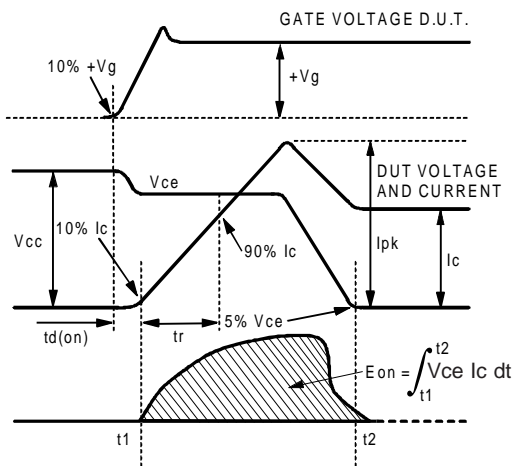 GATE VOLTAGE D.U.T.
10% +Vg
+Vg
Vce
DUT VOLTAGE
AND CURRENT
Vcc
10% Ic
90% Ic
Ipk
Ic
td(on)
tr
5% Vce
Eon = ∫ t1 t2 Vce Ic dt
t1
t2